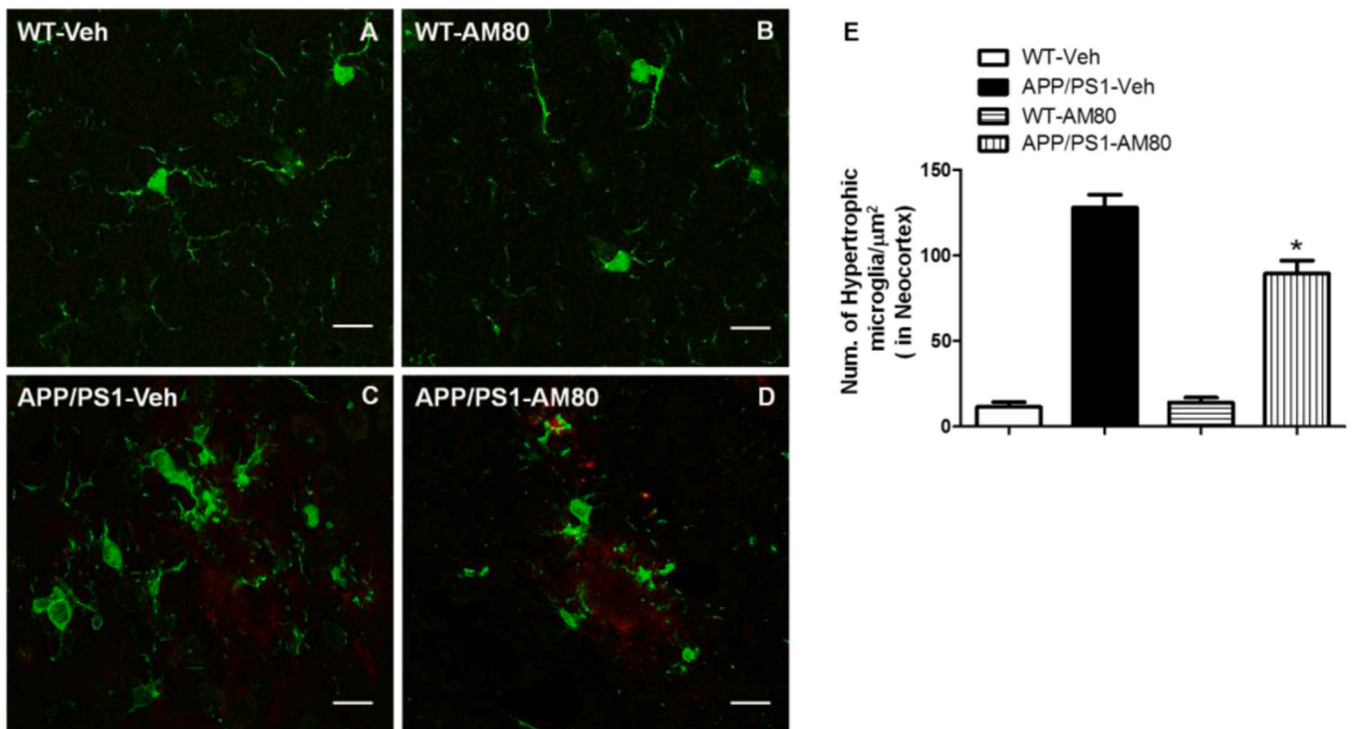 WT-Veh
A
WT-AM80
B
APP/PS1-Veh
C
APP/PS1-AM80
D
E
WT-Veh
APP/PS1-Veh
WT-AM80
APP/PS1-AM80
Num. of Hypertrophic
microglia/μm²
( in Neocortex)
150
100
50
0
*